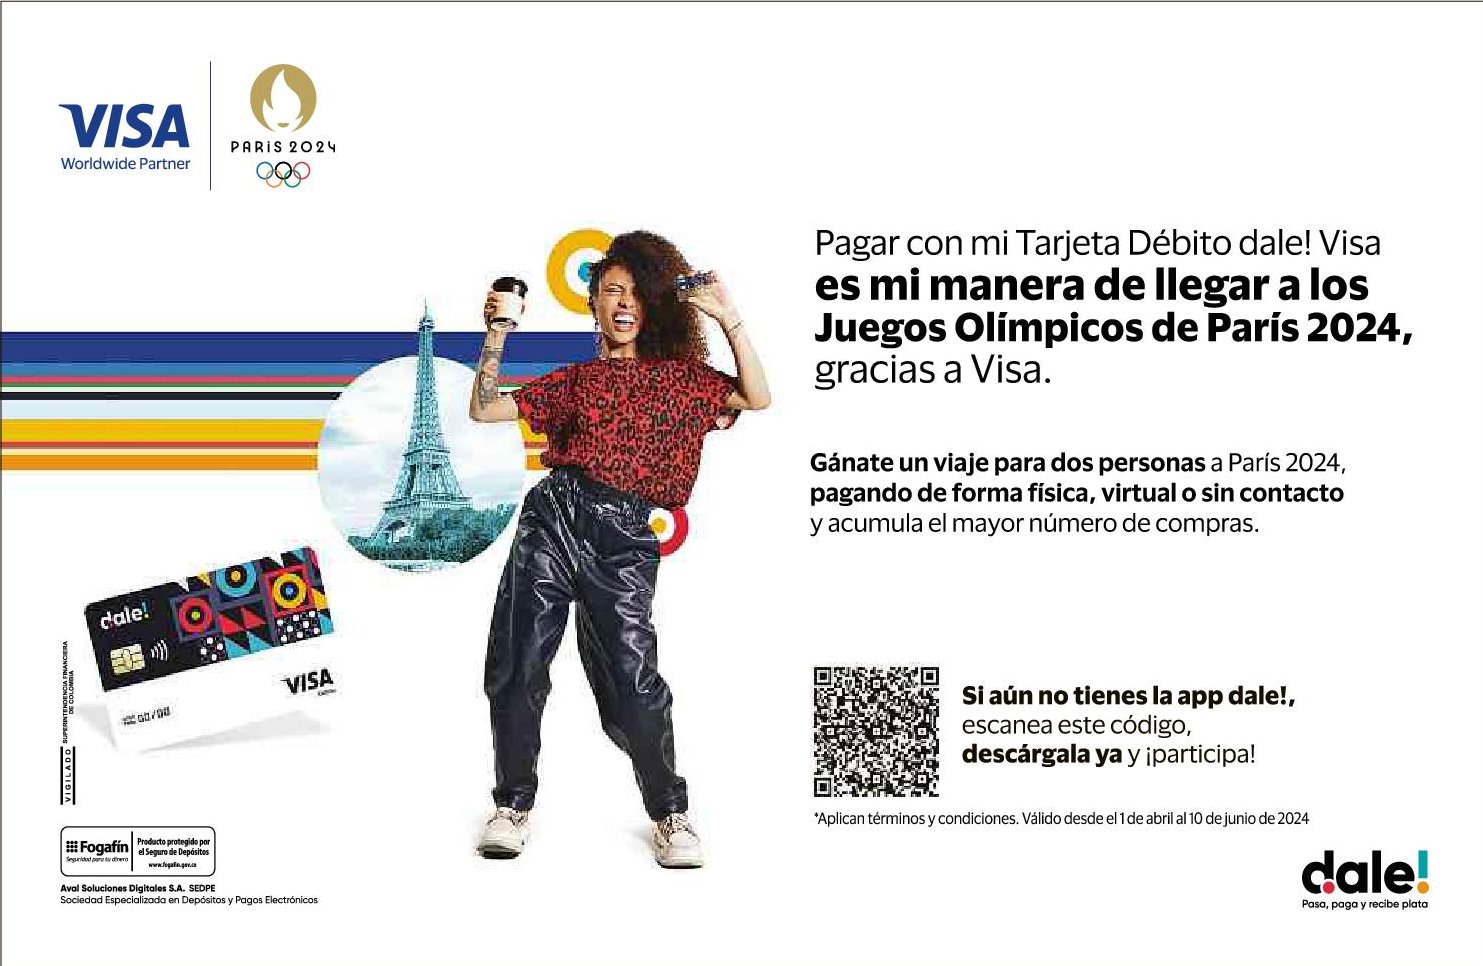 VISA
Worldwide Partner
PARIS 2024
Pagar con mi Tarjeta Débito dale! Visa
es mi manera de llegar a los
Juegos Olímpicos de París 2024,
gracias a Visa.
Gánate un viaje para dos personas a París 2024,
pagando de forma física, virtual o sin contacto
y acumula el mayor número de compras.
dale!
VISA
00/00
Si aún no tienes la app dale!,
escanea este código,
descárgala ya y ¡participa!
*Aplican términos y condiciones. Válido desde el 1 de abril al 10 de junio de 2024
VIGILADO
SUPERINTENDENCIA FINANCIERA
DE COLOMBIA
Fogafín
Seguridad para tu dinero
Producto protegido por
el Seguro de Depósitos
www.fogafin.gov.co
Aval Soluciones Digitales S.A. SEDPE
Sociedad Especializada en Depósitos y Pagos Electrónicos
dale!
Pasa, paga y recibe plata